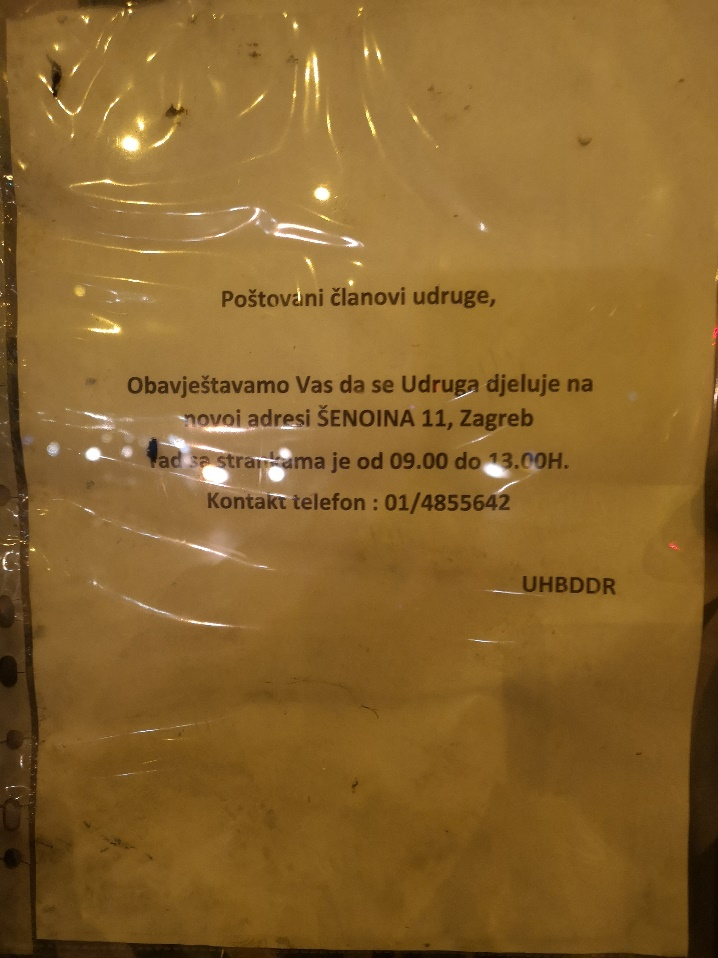 Poštovani članovi udruge,
Obavještavamo Vas da se Udruga djeluje na
novoj adresi ŠENOINA 11, Zagreb
rad sa strankama je od 09.00 do 13.00H.
Kontakt telefon : 01/4855642
UHBDDR